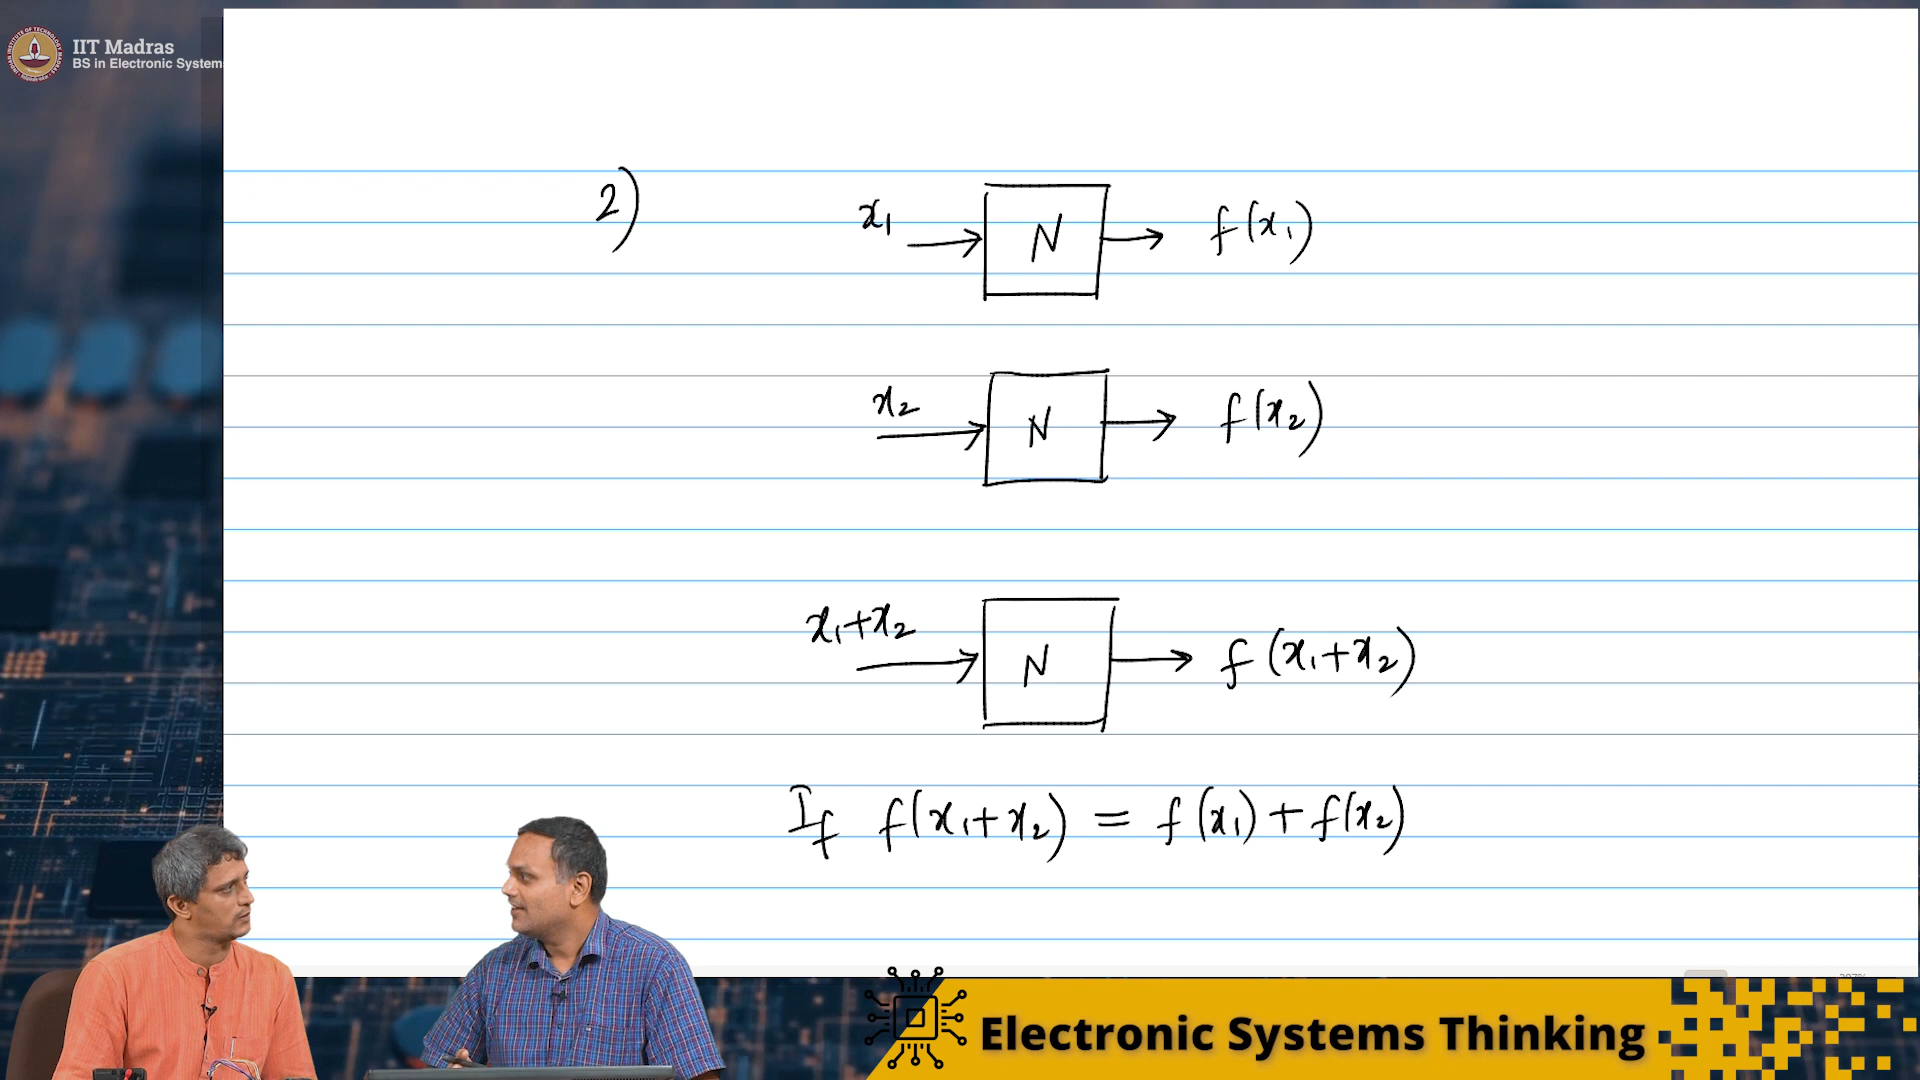 IIT Madras
BS in Electronic Systems
2)
x₁ N f(x₁)
x₂ N f(x₂)
x₁+x₂ N f(x₁+x₂)
If f(x₁+x₂) = f(x₁)+f(x₂)
Electronic Systems Thinking